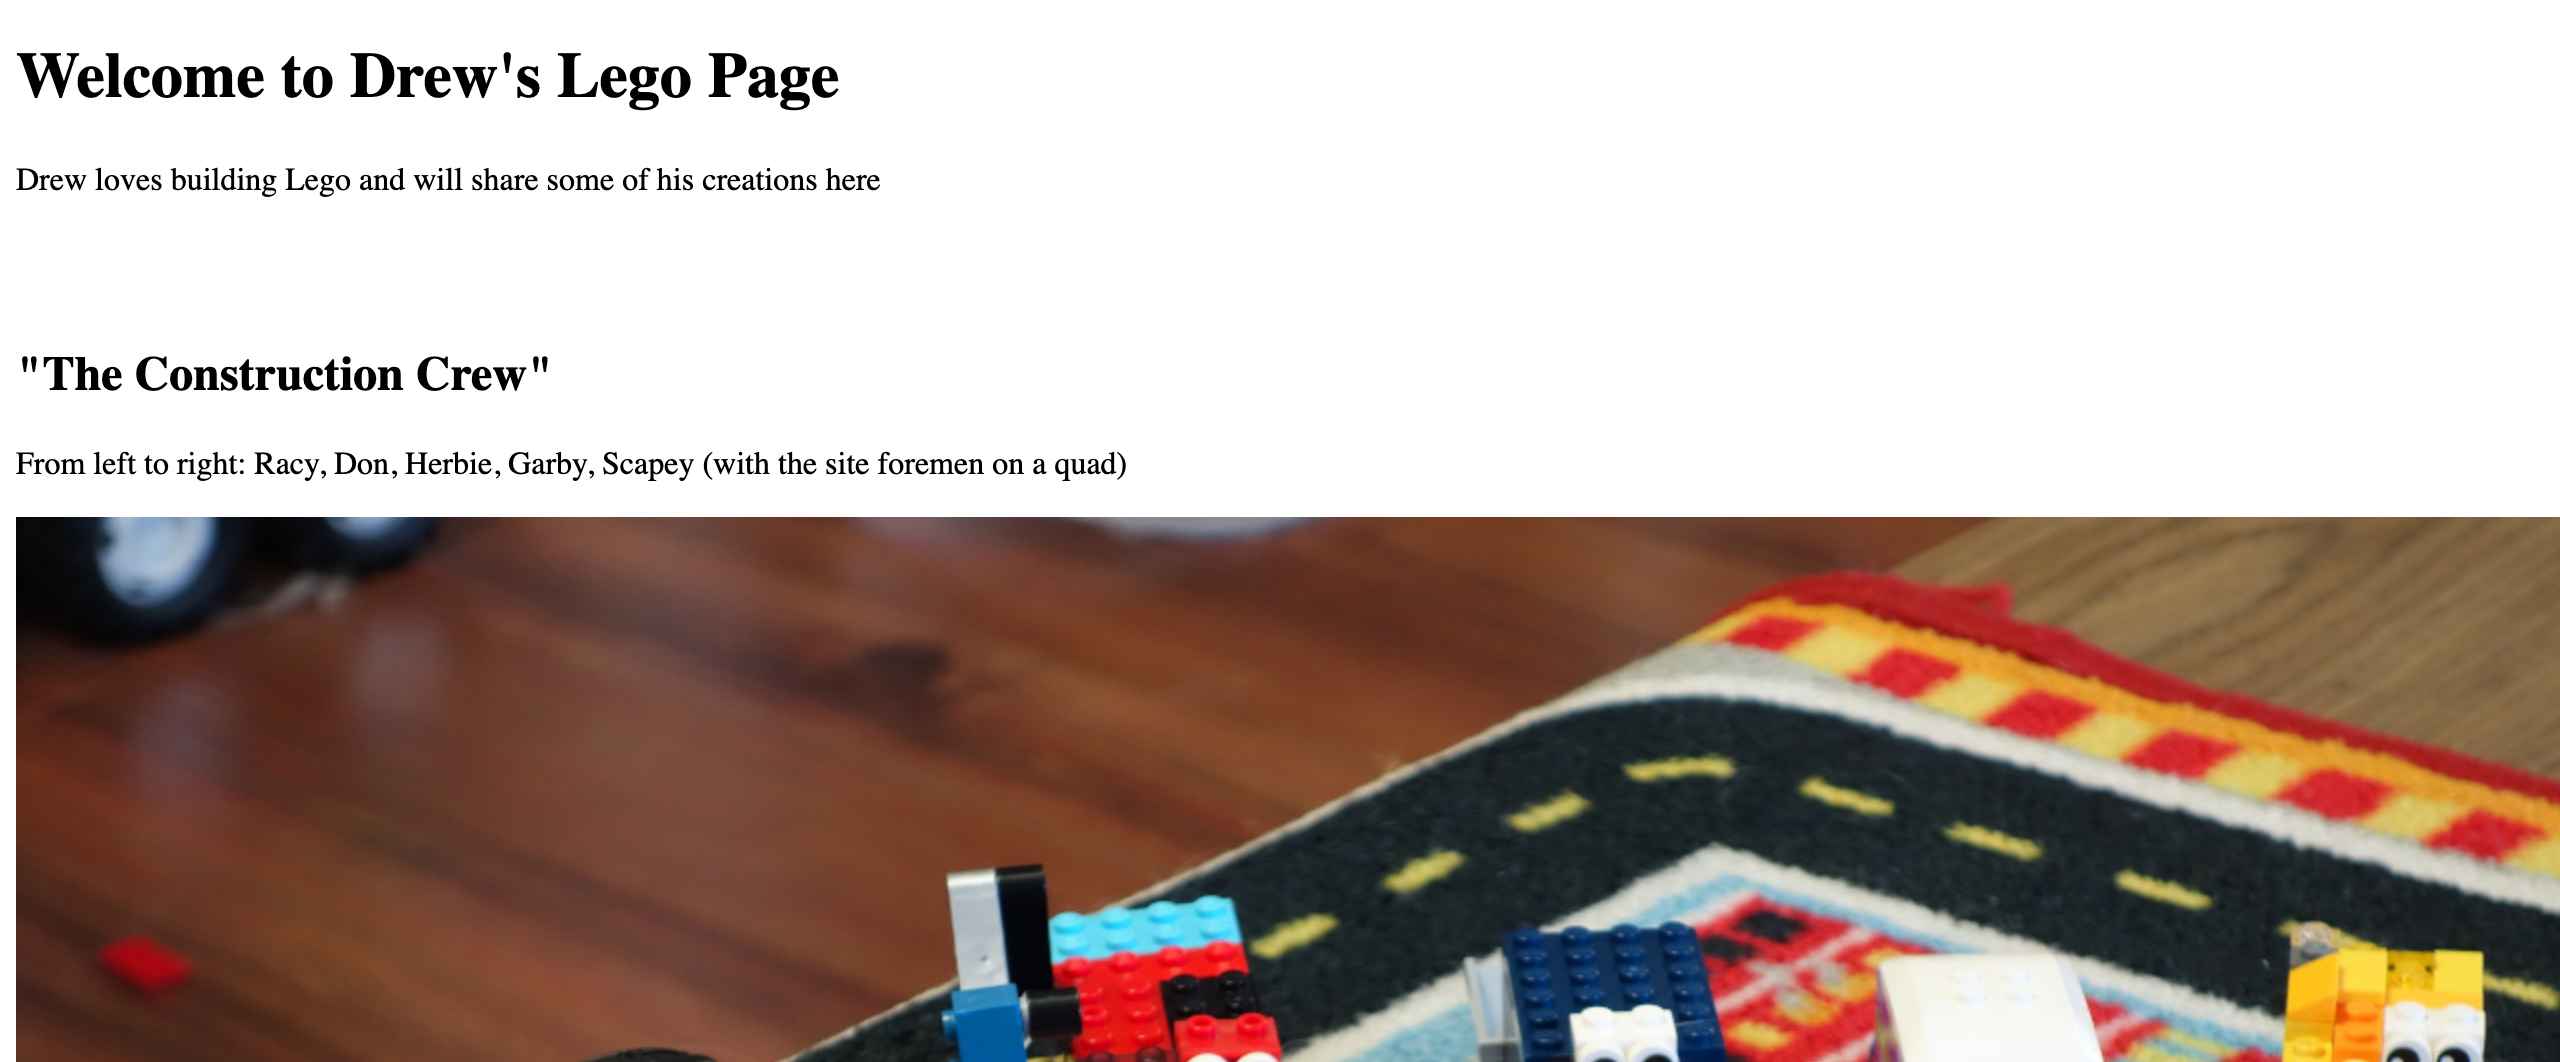 Welcome to Drew's Lego Page
Drew loves building Lego and will share some of his creations here
"The Construction Crew"
From left to right: Racy, Don, Herbie, Garby, Scapey (with the site foremen on a quad)